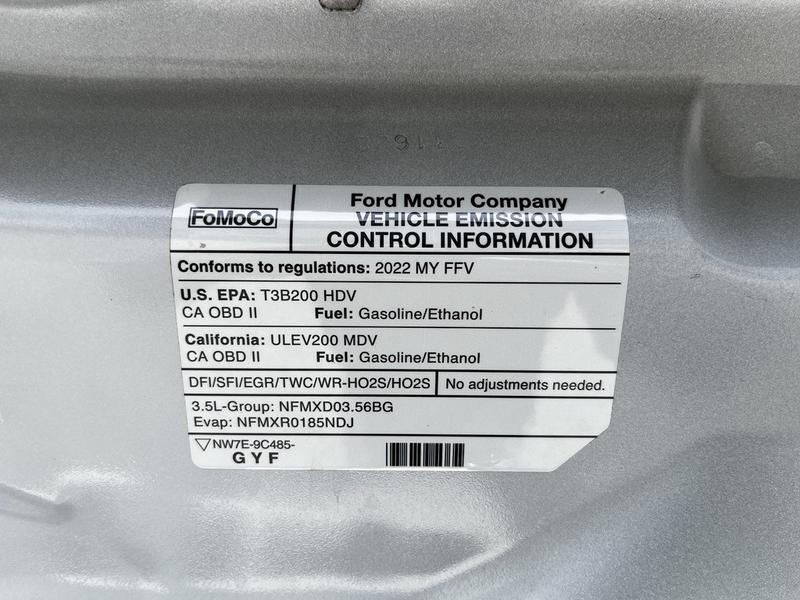 316
FoMoCo
Ford Motor Company
VEHICLE EMISSION
CONTROL INFORMATION
Conforms to regulations: 2022 MY FFV
U.S. EPA: T3B200 HDV
CA OBD II Fuel: Gasoline/Ethanol
California: ULEV200 MDV
CA OBD II Fuel: Gasoline/Ethanol
DFI/SFI/EGR/TWC/WR-HO2S/HO2S No adjustments needed.
3.5L-Group: NFMXD03.56BG
Evap: NFMXR0185NDJ
NW7E-9C485-
GYF